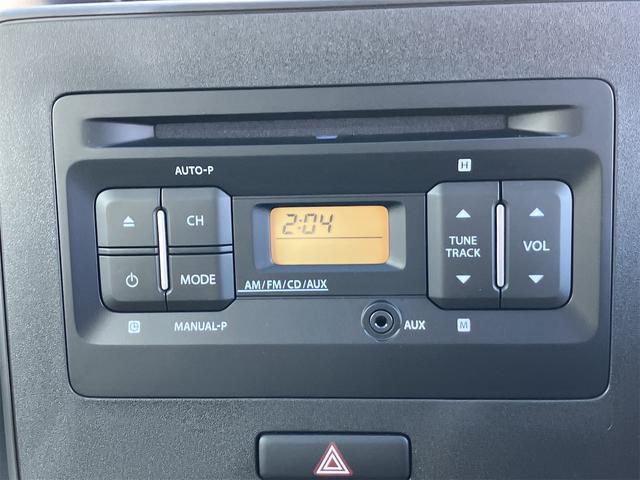 AUTO-P
H
CH
2:04
TUNE
TRACK
VOL
MODE
AM/FM/CD/AUX
MANUAL-P
AUX
M